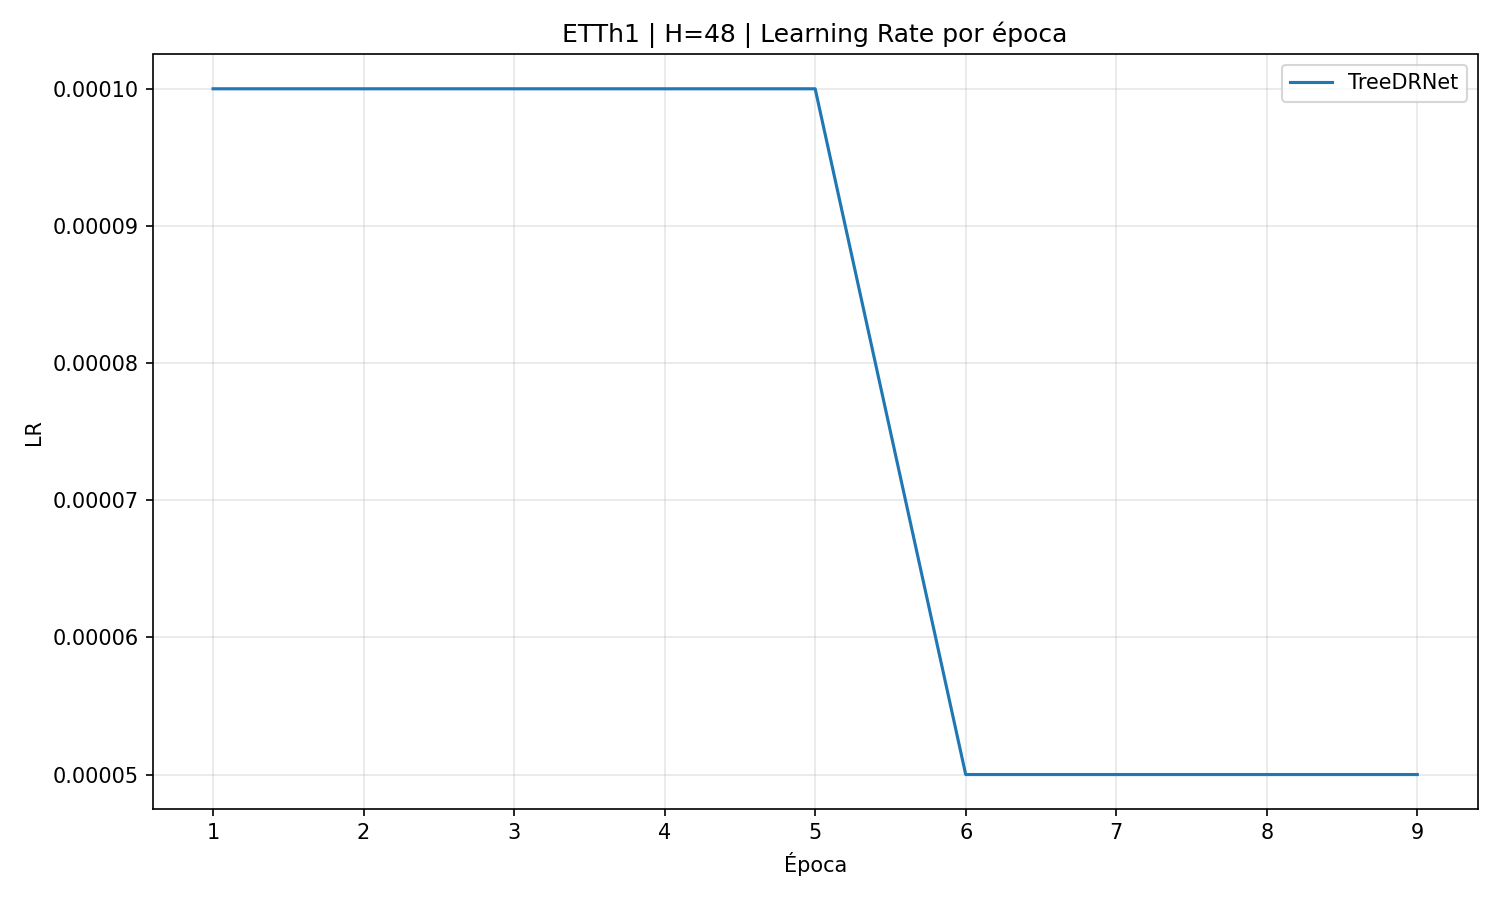 ETTh1 | H=48 | Learning Rate por época
TreeDRNet
0.00010
0.00009
0.00008
0.00007
0.00006
0.00005
LR
1 2 3 4 5 6 7 8 9
Época